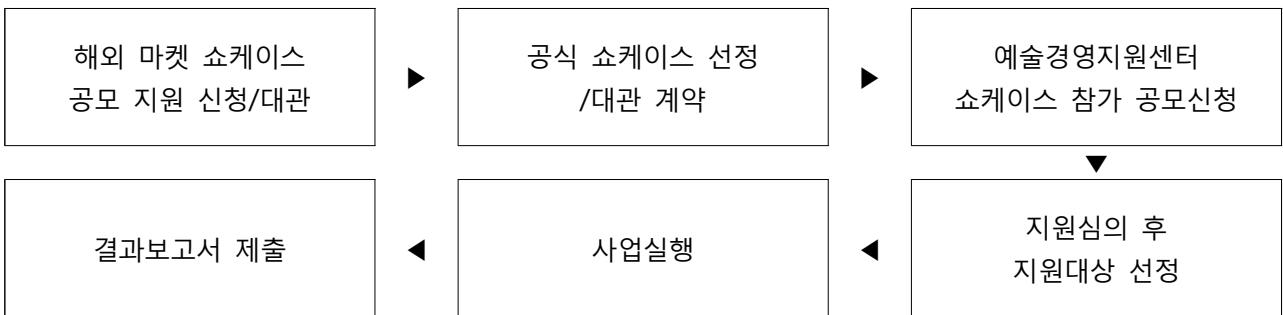 해외 마켓 쇼케이스
공모 지원 신청/대관
▶
공식 쇼케이스 선정
/대관 계약
▶
예술경영지원센터
쇼케이스 참가 공모신청
▼
지원심의 후
지원대상 선정
◀
사업실행
◀
결과보고서 제출